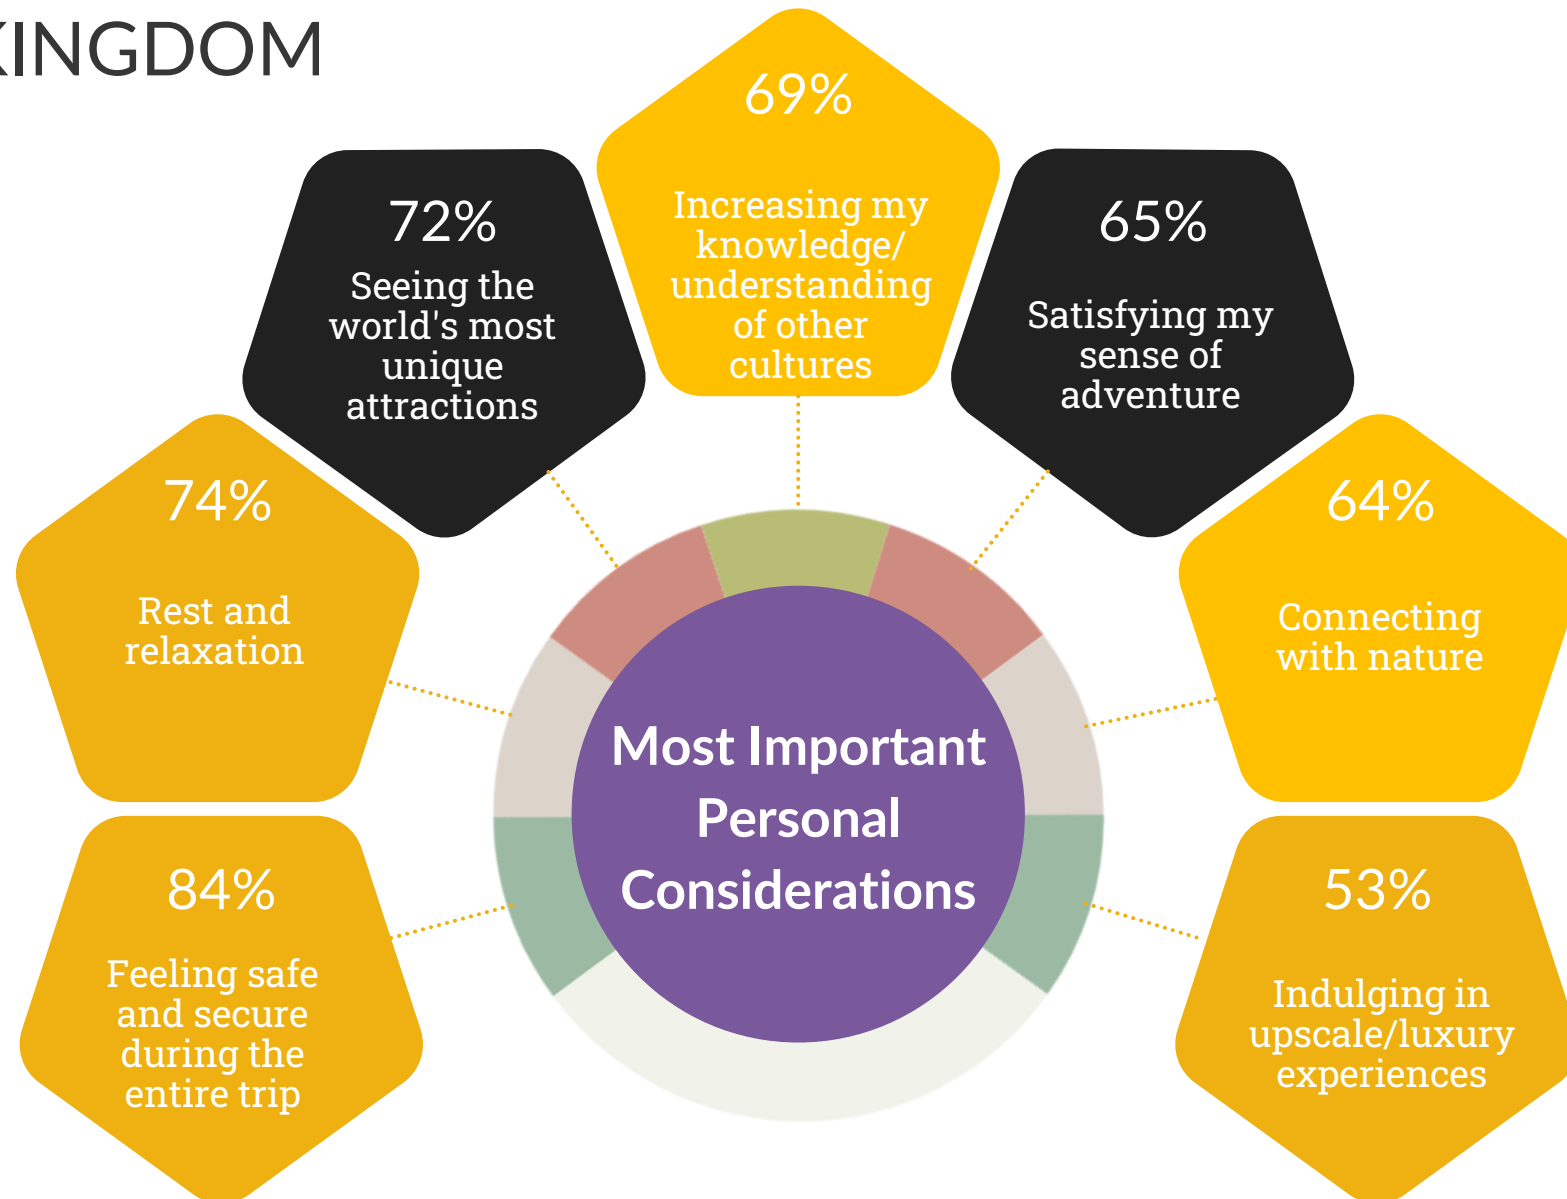 KINGDOM
69%
Increasing my
knowledge/
understanding
of other
cultures
72%
Seeing the
world's most
unique
attractions
65%
Satisfying my
sense of
adventure
74%
Rest and
relaxation
64%
Connecting
with nature
84%
Feeling safe
and secure
during the
entire trip
53%
Indulging in
upscale/luxury
experiences
Most Important
Personal
Considerations